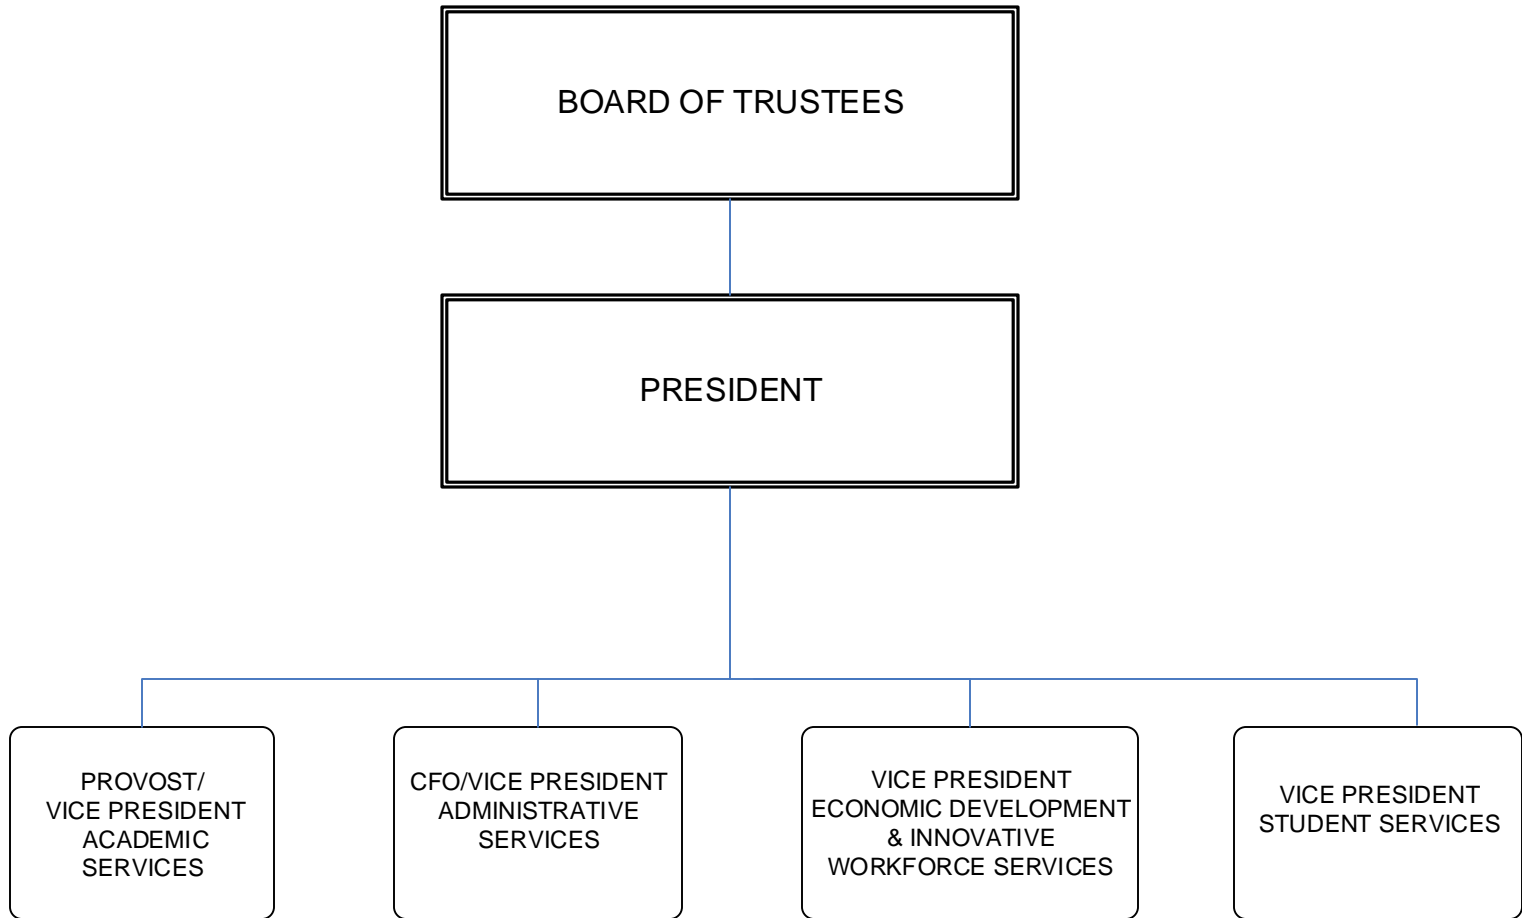 BOARD OF TRUSTEES
PRESIDENT
PROVOST/
VICE PRESIDENT
ACADEMIC
SERVICES
CFO/VICE PRESIDENT
ADMINISTRATIVE
SERVICES
VICE PRESIDENT
ECONOMIC DEVELOPMENT
& INNOVATIVE
WORKFORCE SERVICES
VICE PRESIDENT
STUDENT SERVICES